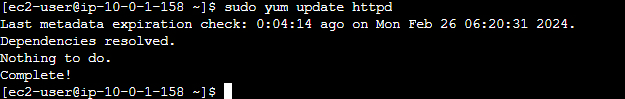 [ec2-user@ip-10-0-1-158 ~]$ sudo yum update httpd
Last metadata expiration check: 0:04:14 ago on Mon Feb 26 06:20:31 2024.
Dependencies resolved.
Nothing to do.
Complete!
[ec2-user@ip-10-0-1-158 ~]$